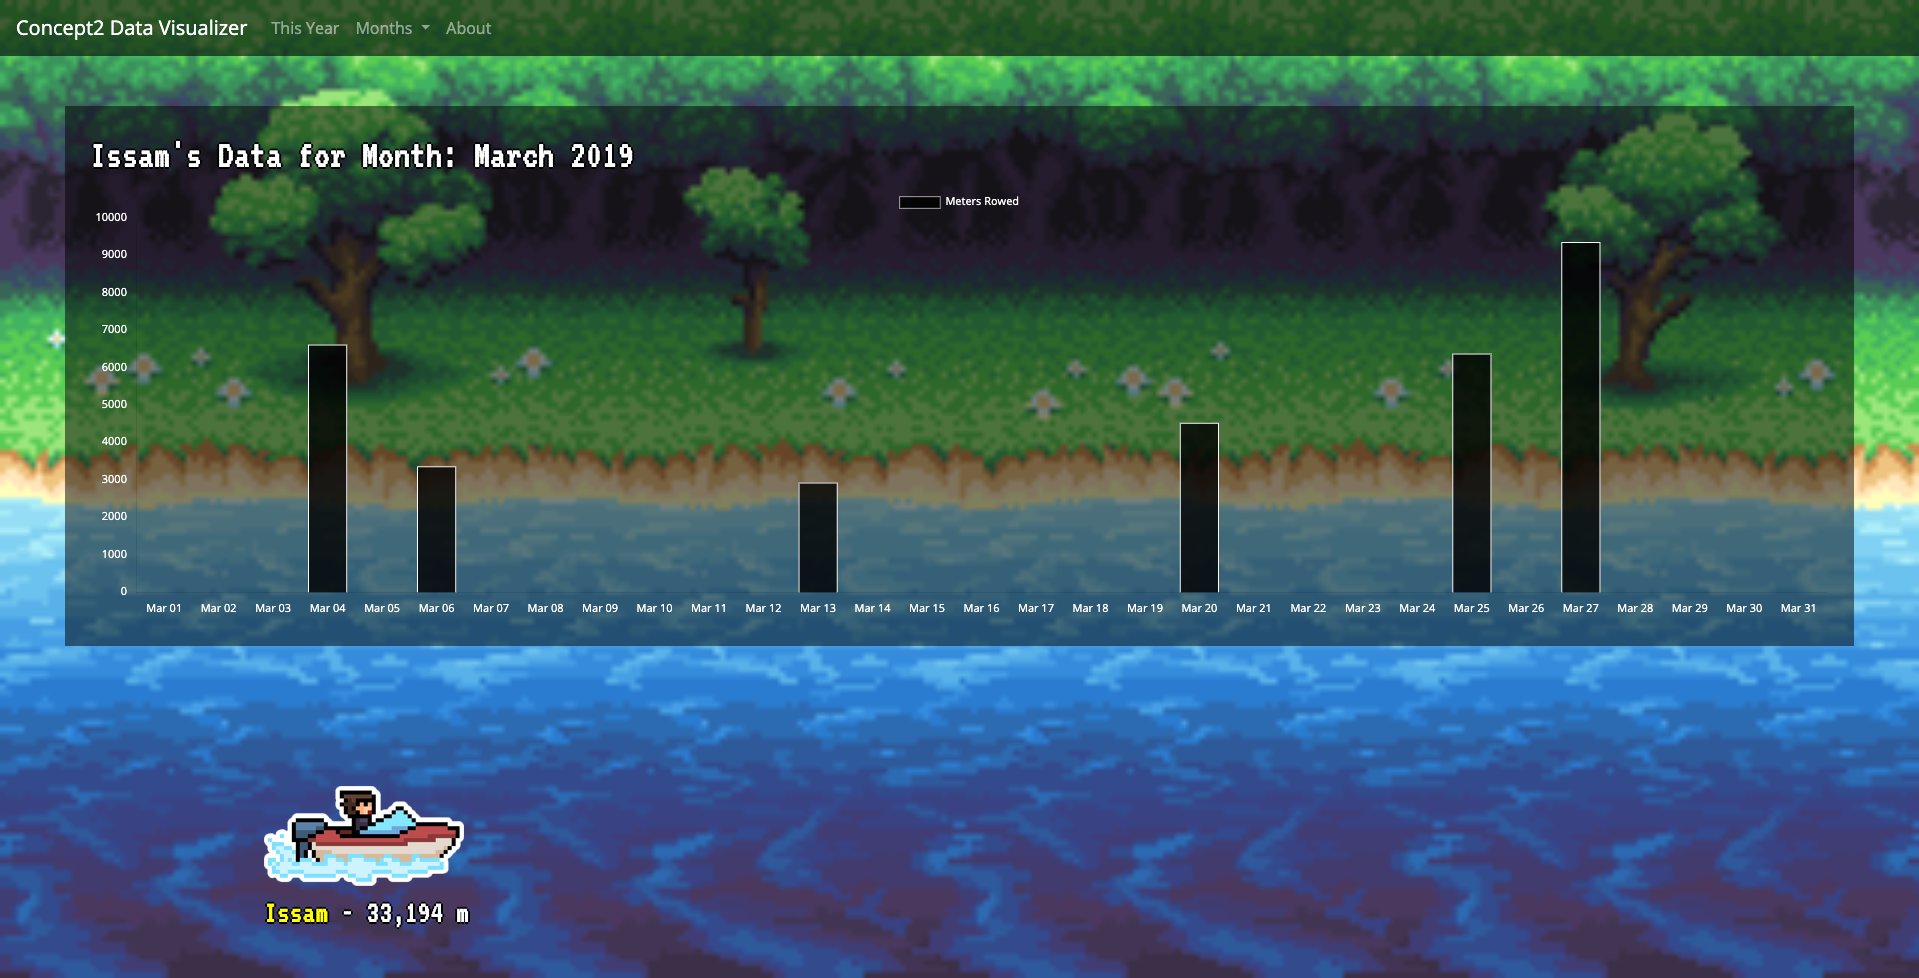 Concept2 Data Visualizer This Year Months About
Issam's Data for Month: March 2019
Meters Rowed
10000
9000
8000
7000
6000
5000
4000
3000
2000
1000
0
Mar 01 Mar 02 Mar 03 Mar 04 Mar 05 Mar 06 Mar 07 Mar 08 Mar 09 Mar 10 Mar 11 Mar 12 Mar 13 Mar 14 Mar 15 Mar 16 Mar 17 Mar 18 Mar 19 Mar 20 Mar 21 Mar 22 Mar 23 Mar 24 Mar 25 Mar 26 Mar 27 Mar 28 Mar 29 Mar 30 Mar 31
Issam - 33,194 m